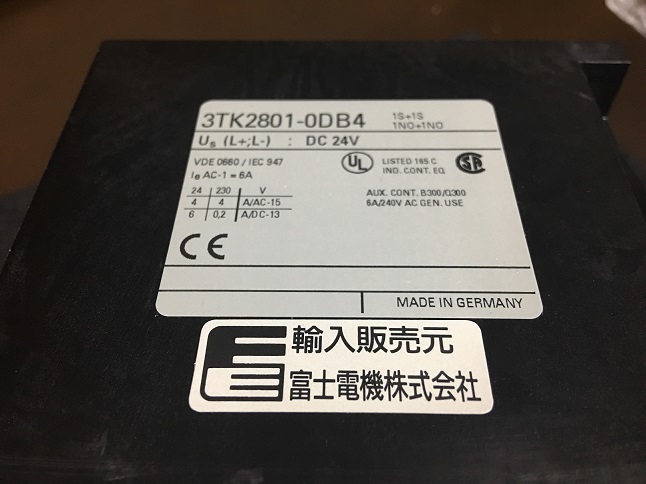 3TK2801-0DB4
1S+1S
1NO+1NO
Us (L+;L-) : DC 24V
VDE 0660 / IEC 947
Ie AC-1 = 6A
UL
LISTED 165 C
IND. CONT. EQ
SA
24 230 V
4 4 A/AC-15
6 0,2 A/DC-13
AUX. CONT. B300/Q300
6A/240V AC GEN. USE
CE
MADE IN GERMANY
輸入販売元
富士電機株式会社